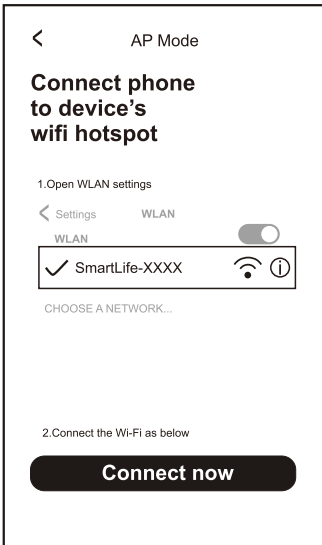 AP Mode
Connect phone
to device's
wifi hotspot
1.Open WLAN settings
Settings WLAN
WLAN
SmartLife-XXXX
CHOOSE A NETWORK...
2.Connect the Wi-Fi as below
Connect now